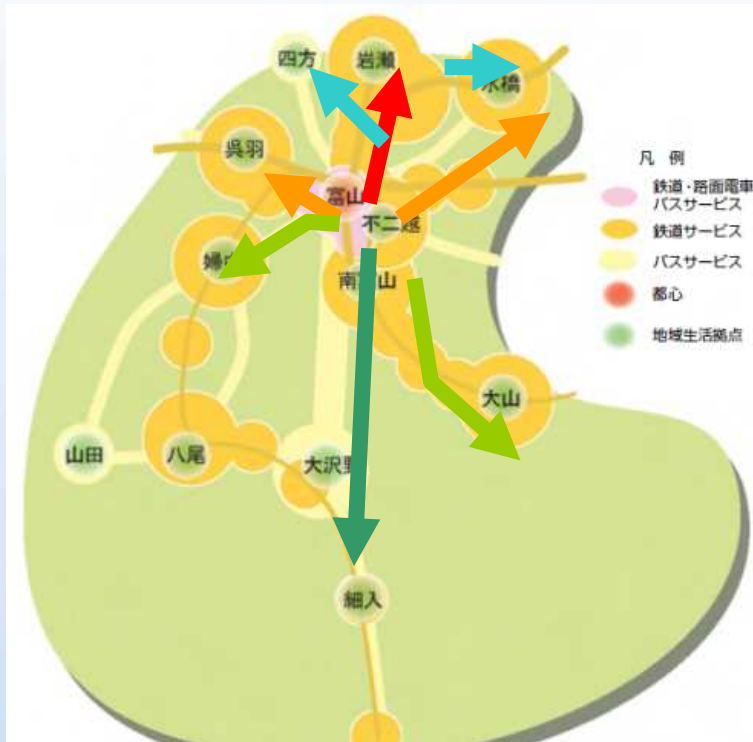 四方
岩瀬
水橋
呉羽
富山
不二越
南富山
大山
山田
八尾
大沢野
細入
凡 例
鉄道・路面電車
バスサービス
鉄道サービス
バスサービス
都心
地域生活拠点